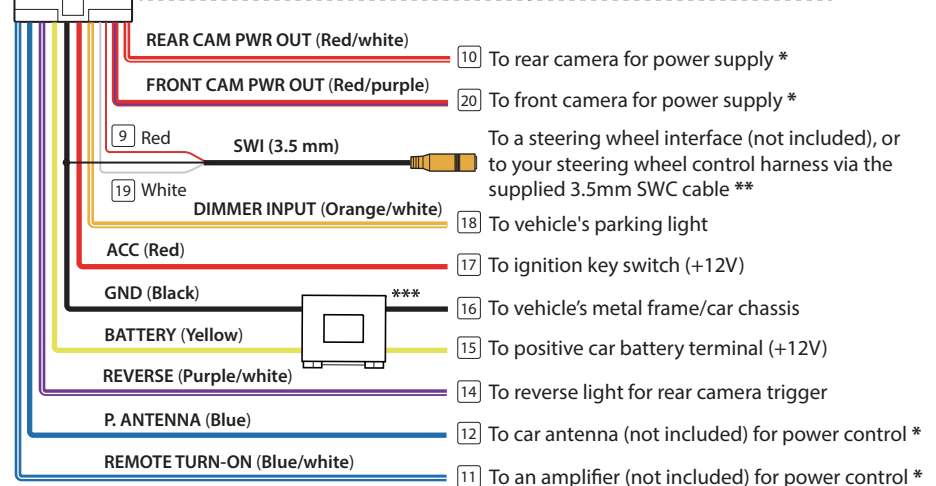 REAR CAM PWR OUT (Red/white)
10 To rear camera for power supply *
FRONT CAM PWR OUT (Red/purple)
20 To front camera for power supply *
9 Red
SWI (3.5 mm)
To a steering wheel interface (not included), or
to your steering wheel control harness via the
supplied 3.5mm SWC cable **
19 White
DIMMER INPUT (Orange/white)
18 To vehicle's parking light
ACC (Red)
17 To ignition key switch (+12V)
GND (Black)
***
16 To vehicle’s metal frame/car chassis
BATTERY (Yellow)
15 To positive car battery terminal (+12V)
REVERSE (Purple/white)
14 To reverse light for rear camera trigger
P. ANTENNA (Blue)
12 To car antenna (not included) for power control *
REMOTE TURN-ON (Blue/white)
11 To an amplifier (not included) for power control *